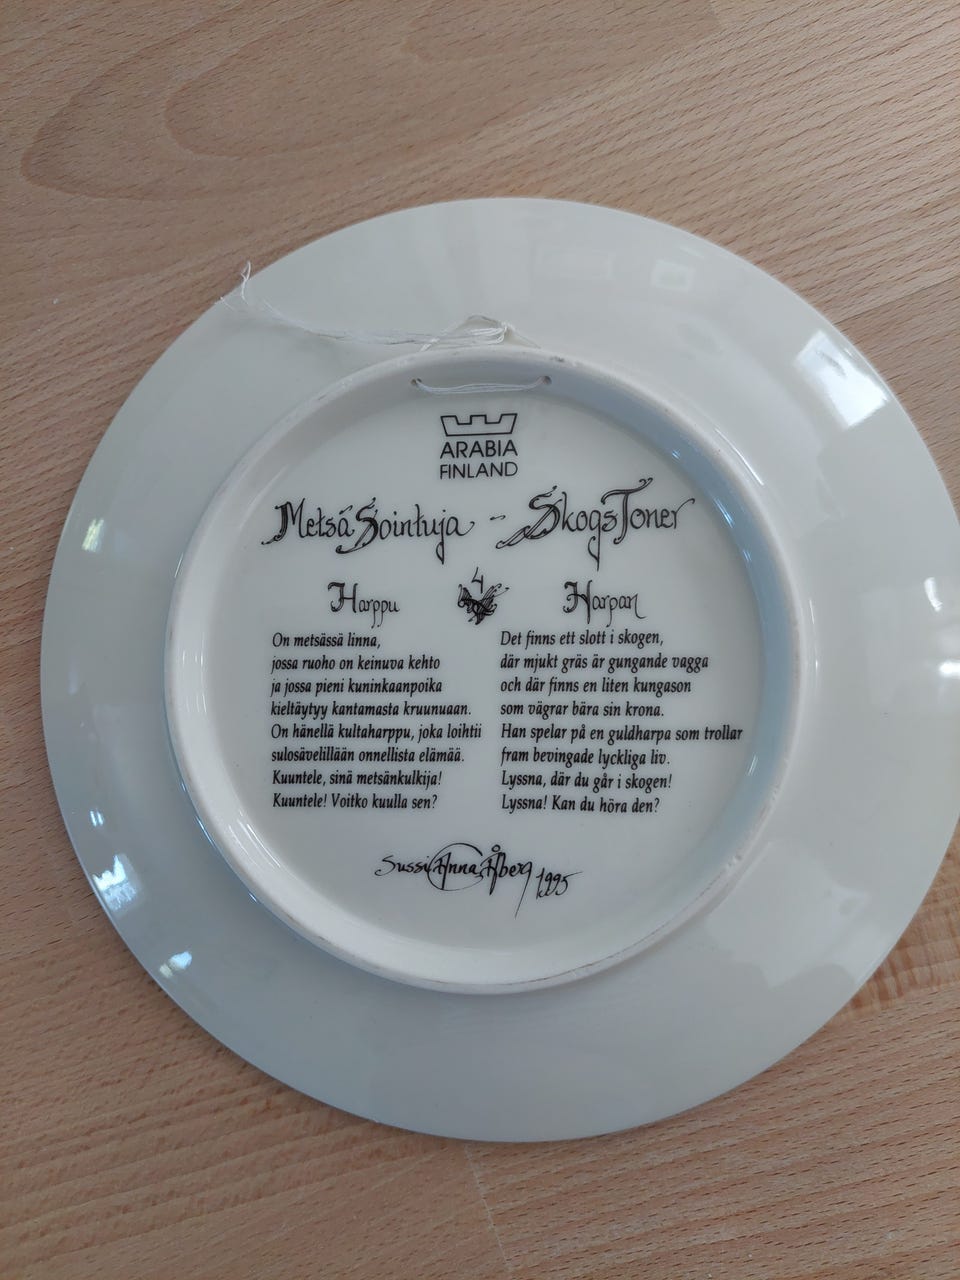 ARABIA
FINLAND
MetsäSointuja - SkogsToner
4
Harppu
On metsässä linna,
jossa ruoho on keinuva kehto
ja jossa pieni kuninkaanpoika
kieltäytyy kantamasta kruunuaan.
On hänellä kultaharppu, joka loihtii
sulosävelillään onnellista elämää.
Kuuntele, sinä metsänkulkija!
Kuuntele! Voitko kuulla sen?
Harpan
Det finns ett slott i skogen,
där mjukt gräs är gungande vagga
och där finns en liten kungason
som vägrar bära sin krona.
Han spelar på en guldharpa som trollar
fram bevingade lyckliga liv.
Lyssna, där du går i skogen!
Lyssna! Kan du höra den?
Sussi Anna Åberg 1995